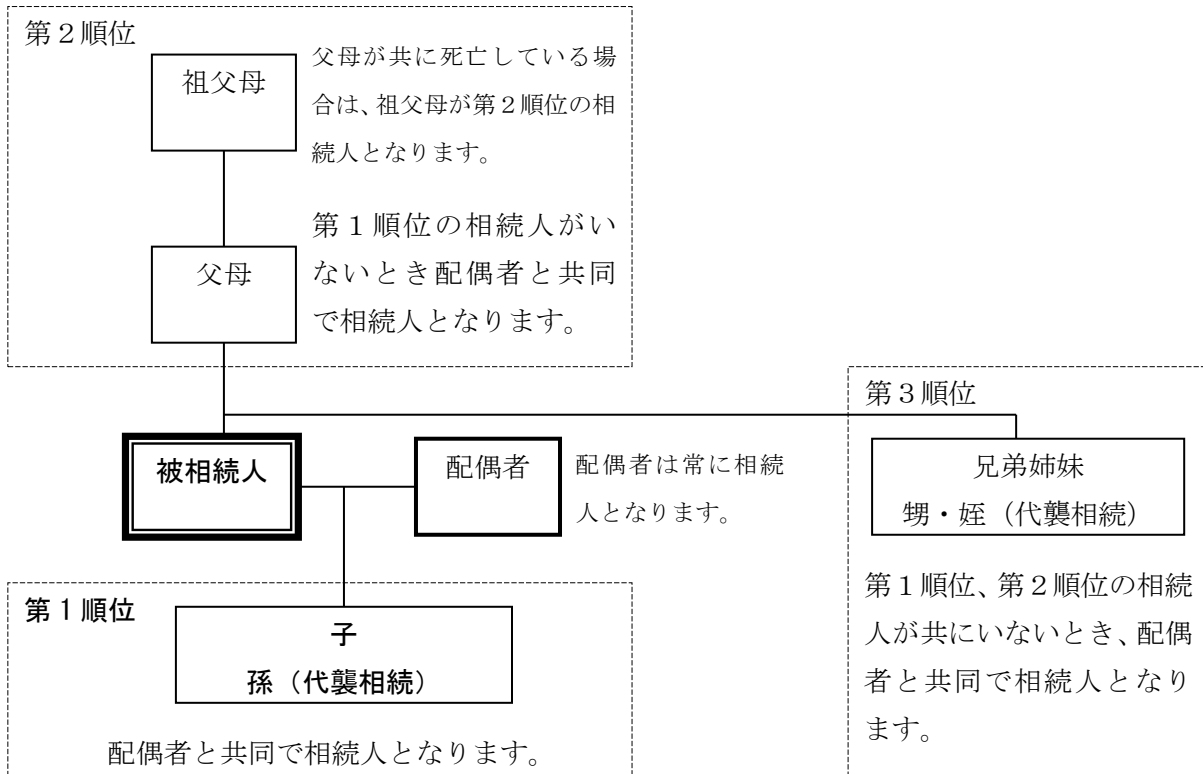 第２順位
祖父母
父母が共に死亡している場
合は、祖父母が第２順位の相
続人となります。
第１順位の相続人がい
ないとき配偶者と共同
で相続人となります。
父母
第３順位
被相続人
配偶者
配偶者は常に相続
人となります。
兄弟姉妹
甥・姪（代襲相続）
第１順位、第２順位の相続
人が共にいないとき、配偶
者と共同で相続人となり
ます。
第１順位
子
孫（代襲相続）
配偶者と共同で相続人となります。